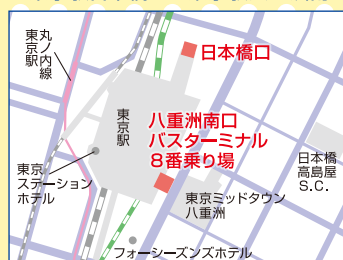 丸ノ内線
東京駅
日本橋口
東京駅
八重洲南口
バスターミナル
8番乗り場
東京
ステーション
ホテル
東京ミッドタウン
八重洲
日本橋
高島屋
S.C.
フォーシーズンズホテル